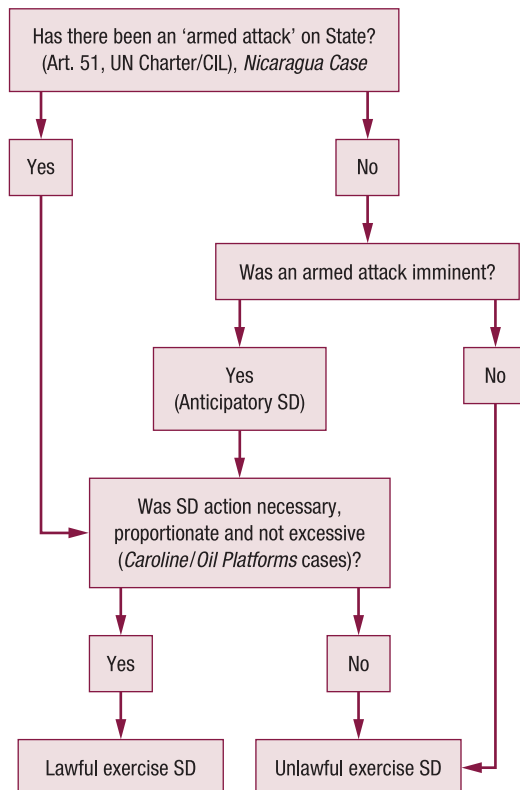 Has there been an ‘armed attack’ on State?
(Art. 51, UN Charter/CIL), Nicaragua Case
Yes
No
Was an armed attack imminent?
Yes
(Anticipatory SD)
No
Was SD action necessary,
proportionate and not excessive
(Caroline/Oil Platforms cases)?
Yes
No
Lawful exercise SD
Unlawful exercise SD